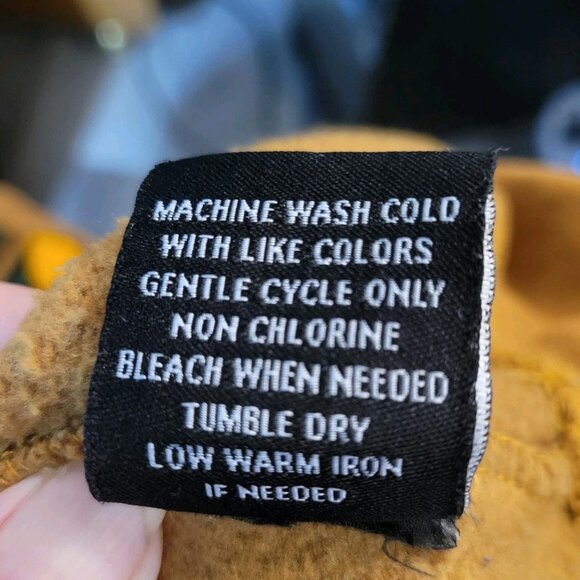 MACHINE WASH COLD
WITH LIKE COLORS
GENTLE CYCLE ONLY
NON CHLORINE
BLEACH WHEN NEEDED
TUMBLE DRY
LOW WARM IRON
IF NEEDED